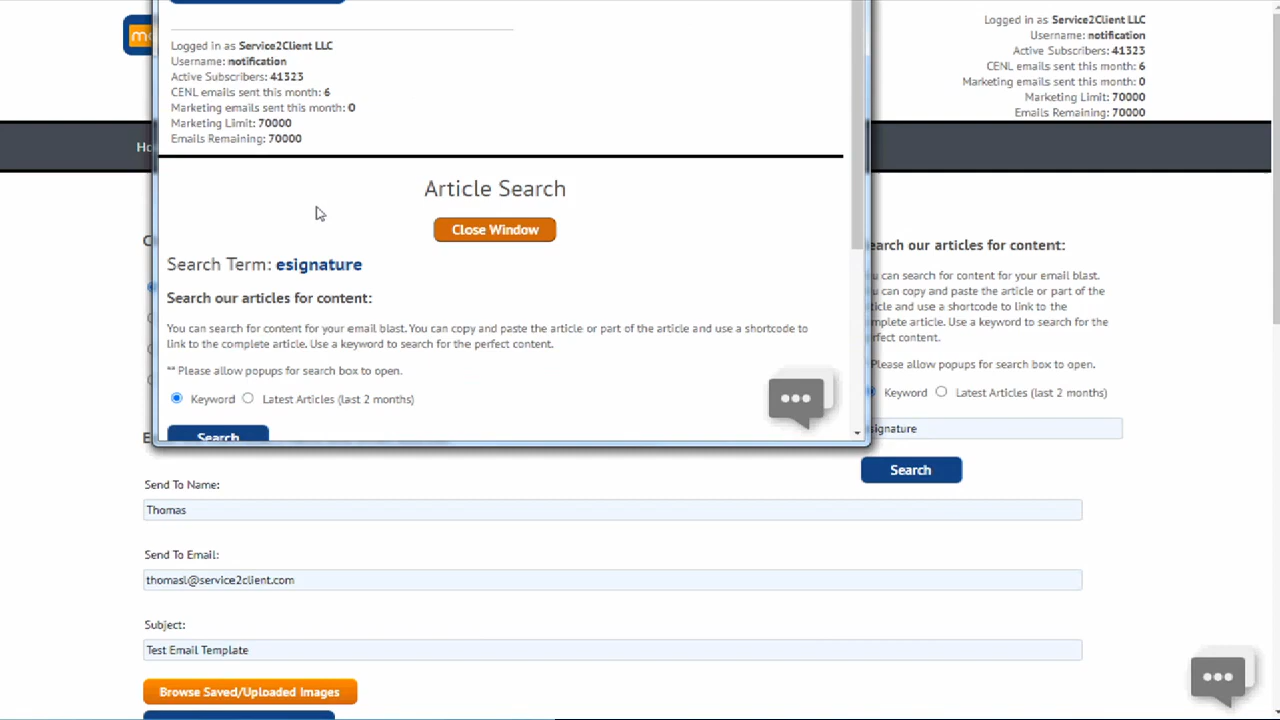 mo
Logged in as Service2Client LLC
Username: notification
Active Subscribers: 41323
CENL emails sent this month: 6
Marketing emails sent this month: 0
Marketing Limit: 70000
Emails Remaining: 70000
Logged in as Service2Client LLC
Username: notification
Active Subscribers: 41323
CENL emails sent this month: 6
Marketing emails sent this month: 0
Marketing Limit: 70000
Emails Remaining: 70000
Ho
Article Search
Close Window
Search Term: esignature
Search our articles for content:
You can search for content for your email blast. You can copy and paste the article or part of the article and use a shortcode to
link to the complete article. Use a keyword to search for the perfect content.
** Please allow popups for search box to open.
Keyword
Latest Articles (last 2 months)
Search
earch our articles for content:
u can search for content for your email blast.
u can copy and paste the article or part of the
ticle and use a shortcode to link to the
mplete article. Use a keyword to search for the
rfect content.
Please allow popups for search box to open.
Keyword
Latest Articles (last 2 months)
signature
Search
Send To Name:
Thomas
Send To Email:
thomasl@service2client.com
Subject:
Test Email Template
Browse Saved/Uploaded Images